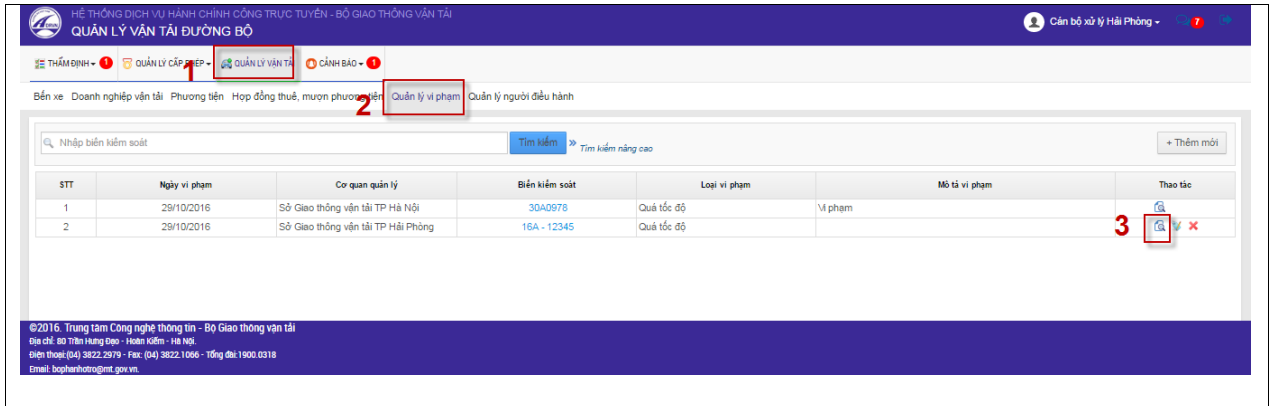 HỆ THỐNG DỊCH VỤ HÀNH CHÍNH CÔNG TRỰC TUYẾN - BỘ GIAO THÔNG VẬN TẢI
QUẢN LÝ VẬN TẢI ĐƯỜNG BỘ
Cán bộ xử lý Hải Phòng
7
THẨM ĐỊNH 1 QUẢN LÝ CẤP PHÉP QUẢN LÝ VẬN TẢI CẢNH BÁO 1
1
Bến xe Doanh nghiệp vận tải Phương tiện Hợp đồng thuê, mượn phương tiện Quản lý vi phạm Quản lý người điều hành
2
Nhập biển kiểm soát Tìm kiếm » Tìm kiếm nâng cao + Thêm mới
STT Ngày vi phạm Cơ quan quản lý Biển kiểm soát Loại vi phạm Mô tả vi phạm Thao tác
1 29/10/2016 Sở Giao thông vận tải TP Hà Nội 30A0978 Quá tốc độ Vi phạm
2 29/10/2016 Sở Giao thông vận tải TP Hải Phòng 16A - 12345 Quá tốc độ
3
©2016. Trung tâm Công nghệ thông tin - Bộ Giao thông vận tải
Địa chỉ: 80 Trần Hưng Đạo - Hoàn Kiếm - Hà Nội.
Điện thoại:(04) 3822.2979 - Fax: (04) 3822.1066 - Tổng đài:1900.0318
Email: bophanhotro@mt.gov.vn.